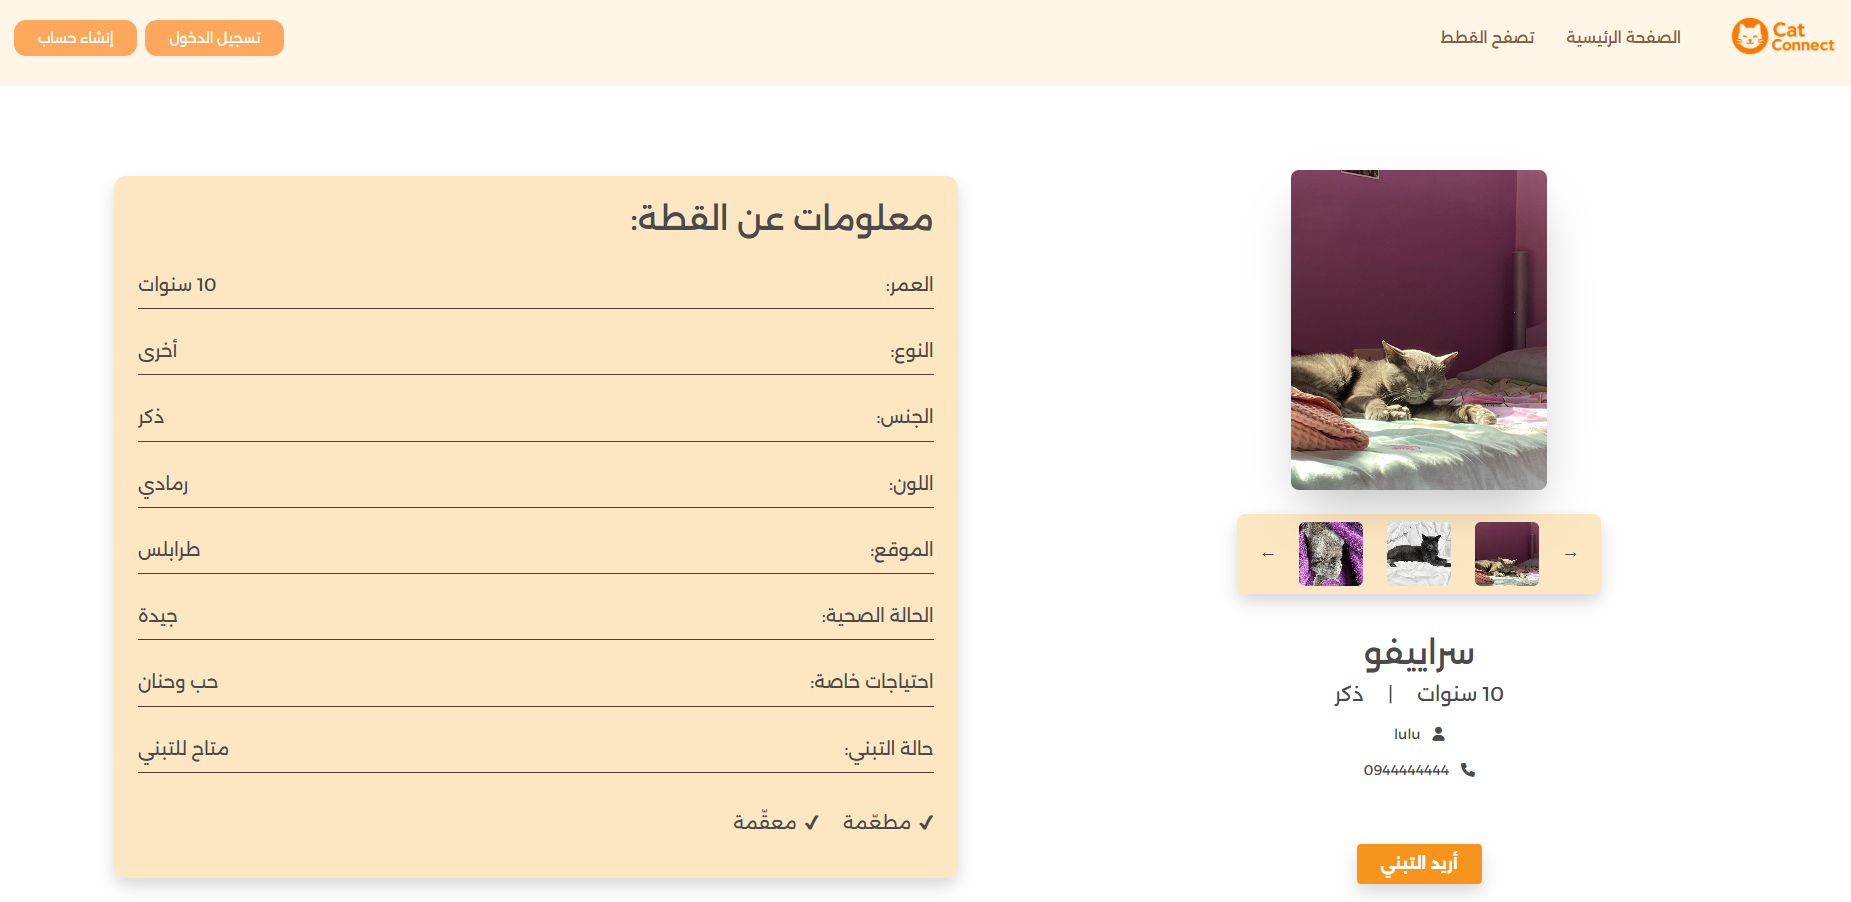 Cat
Connect
الصفحة الرئيسية
تصفح القطط
تسجيل الدخول
إنشاء حساب
سراييفو
10 سنوات | ذكر
lulu
0944444444
أريد التبني
معلومات عن القطة:
العمر: 10 سنوات
النوع: أخرى
الجنس: ذكر
اللون: رمادي
الموقع: طرابلس
الحالة الصحية: جيدة
احتياجات خاصة: حب وحنان
حالة التبني: متاح للتبني
✓ مطعّمة ✓ معقّمة